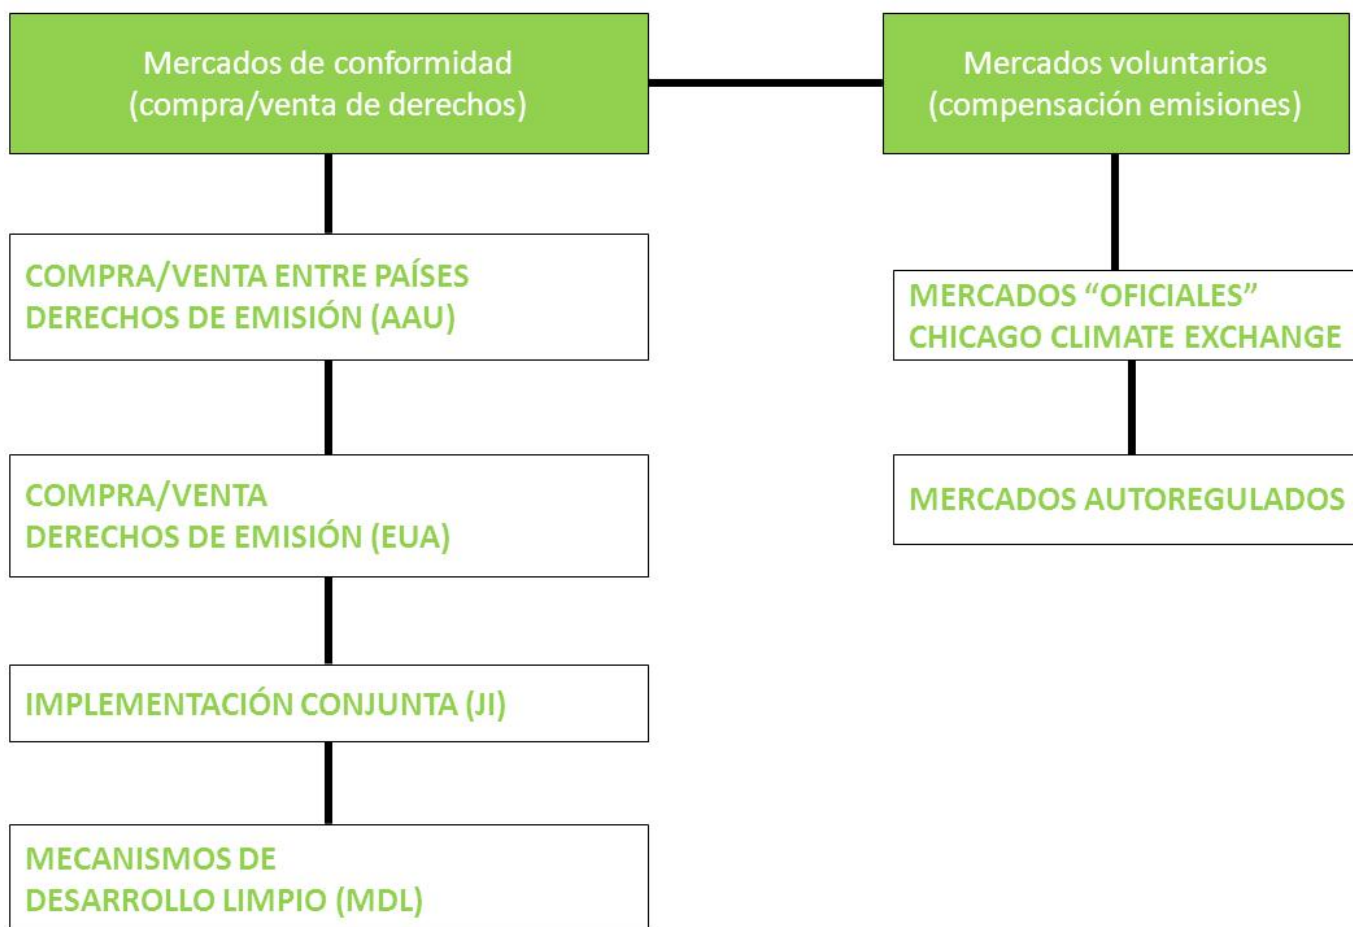 Mercados de conformidad
(compra/venta de derechos)
Mercados voluntarios
(compensación emisiones)
COMPRA/VENTA ENTRE PAÍSES
DERECHOS DE EMISIÓN (AAU)
MERCADOS “OFICIALES”
CHICAGO CLIMATE EXCHANGE
COMPRA/VENTA
DERECHOS DE EMISIÓN (EUA)
MERCADOS AUTOREGULADOS
IMPLEMENTACIÓN CONJUNTA (JI)
MECANISMOS DE
DESARROLLO LIMPIO (MDL)